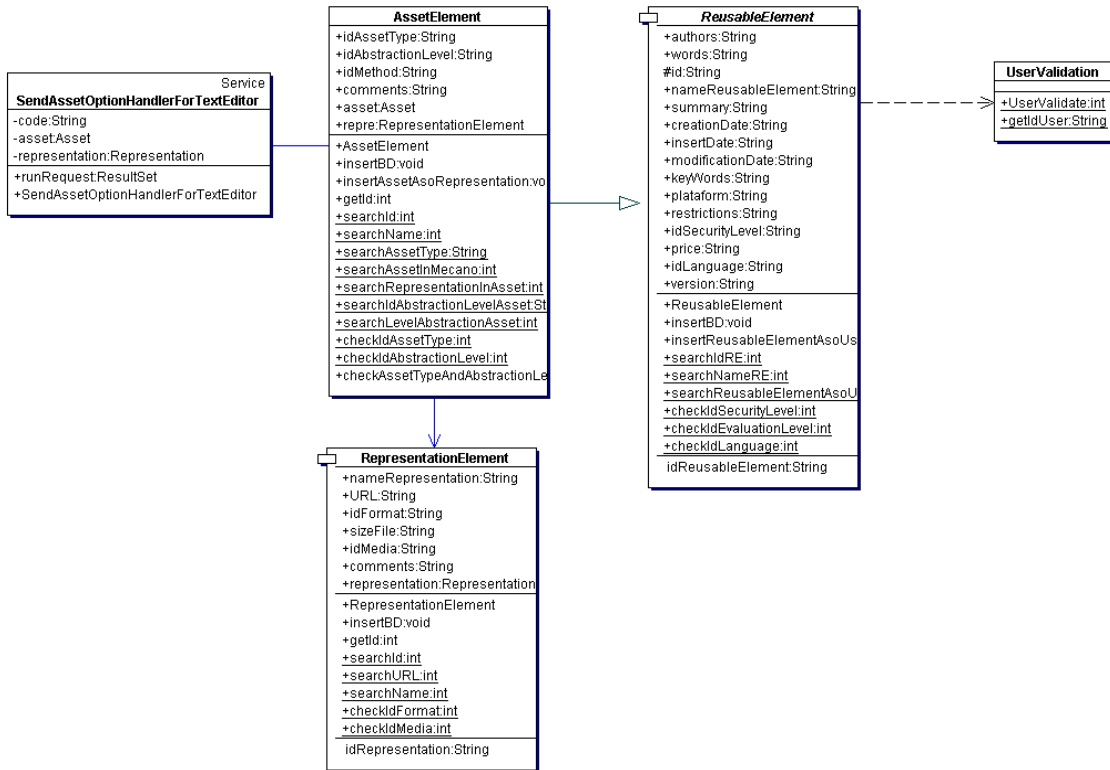 Service
SendAssetOptionHandlerForTextEditor
-code:String
-asset:Asset
-representation:Representation
+runRequest:ResultSet
+SendAssetOptionHandlerForTextEditor
AssetElement
+idAssetType:String
+idAbstractionLevel:String
+idMethod:String
+comments:String
+asset:Asset
+repre:RepresentationElement
+AssetElement
+insertBD:void
+insertAssetAsoRepresentation:vo
+getId:int
+searchId:int
+searchName:int
+searchAssetType:String
+searchAssetInMecano:int
+searchRepresentationInAsset:int
+searchIdAbstractionLevelAsset:St
+searchLevelAbstractionAsset:int
+checkIdAssetType:int
+checkIdAbstractionLevel:int
+checkAssetTypeAndAbstractionLe
ReusableElement
+authors:String
+words:String
#id:String
+nameReusableElement:String
+summary:String
+creationDate:String
+insertDate:String
+modificationDate:String
+keyWords:String
+plataform:String
+restrictions:String
+idSecurityLevel:String
+price:String
+idLanguage:String
+version:String
+ReusableElement
+insertBD:void
+insertReusableElementAsoUs
+searchIdRE:int
+searchNameRE:int
+searchReusableElementAsoU
+checkIdSecurityLevel:int
+checkIdEvaluationLevel:int
+checkIdLanguage:int
idReusableElement:String
UserValidation
+UserValidate:int
+getIdUser:String
RepresentationElement
+nameRepresentation:String
+URL:String
+idFormat:String
+sizeFile:String
+idMedia:String
+comments:String
+representation:Representation
+RepresentationElement
+insertBD:void
+getId:int
+searchId:int
+searchURL:int
+searchName:int
+checkIdFormat:int
+checkIdMedia:int
idRepresentation:String